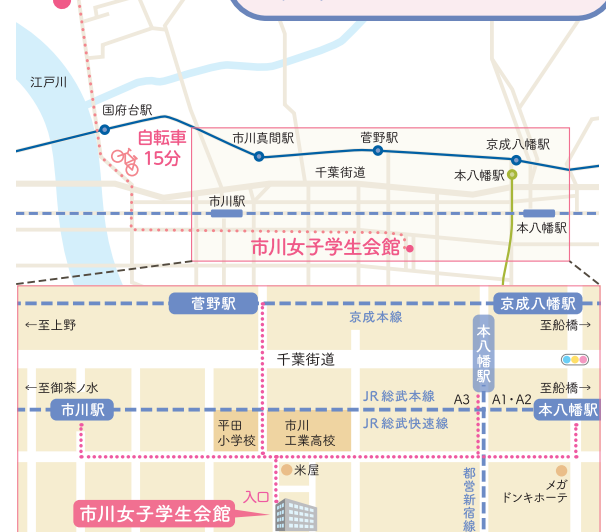 江戸川
国府台駅
自転車
15分
市川真間駅
菅野駅
京成八幡駅
千葉街道
本八幡駅
市川駅
本八幡駅
市川女子学生会館
菅野駅
京成八幡駅
京成本線
←至上野
至船橋→
本八幡駅
千葉街道
←至御茶ノ水
至船橋→
JR総武本線
A3
A1・A2
市川駅
本八幡駅
JR総武快速線
平田
小学校
市川
工業高校
米屋
都営新宿線
メガ
ドンキホーテ
入口
市川女子学生会館